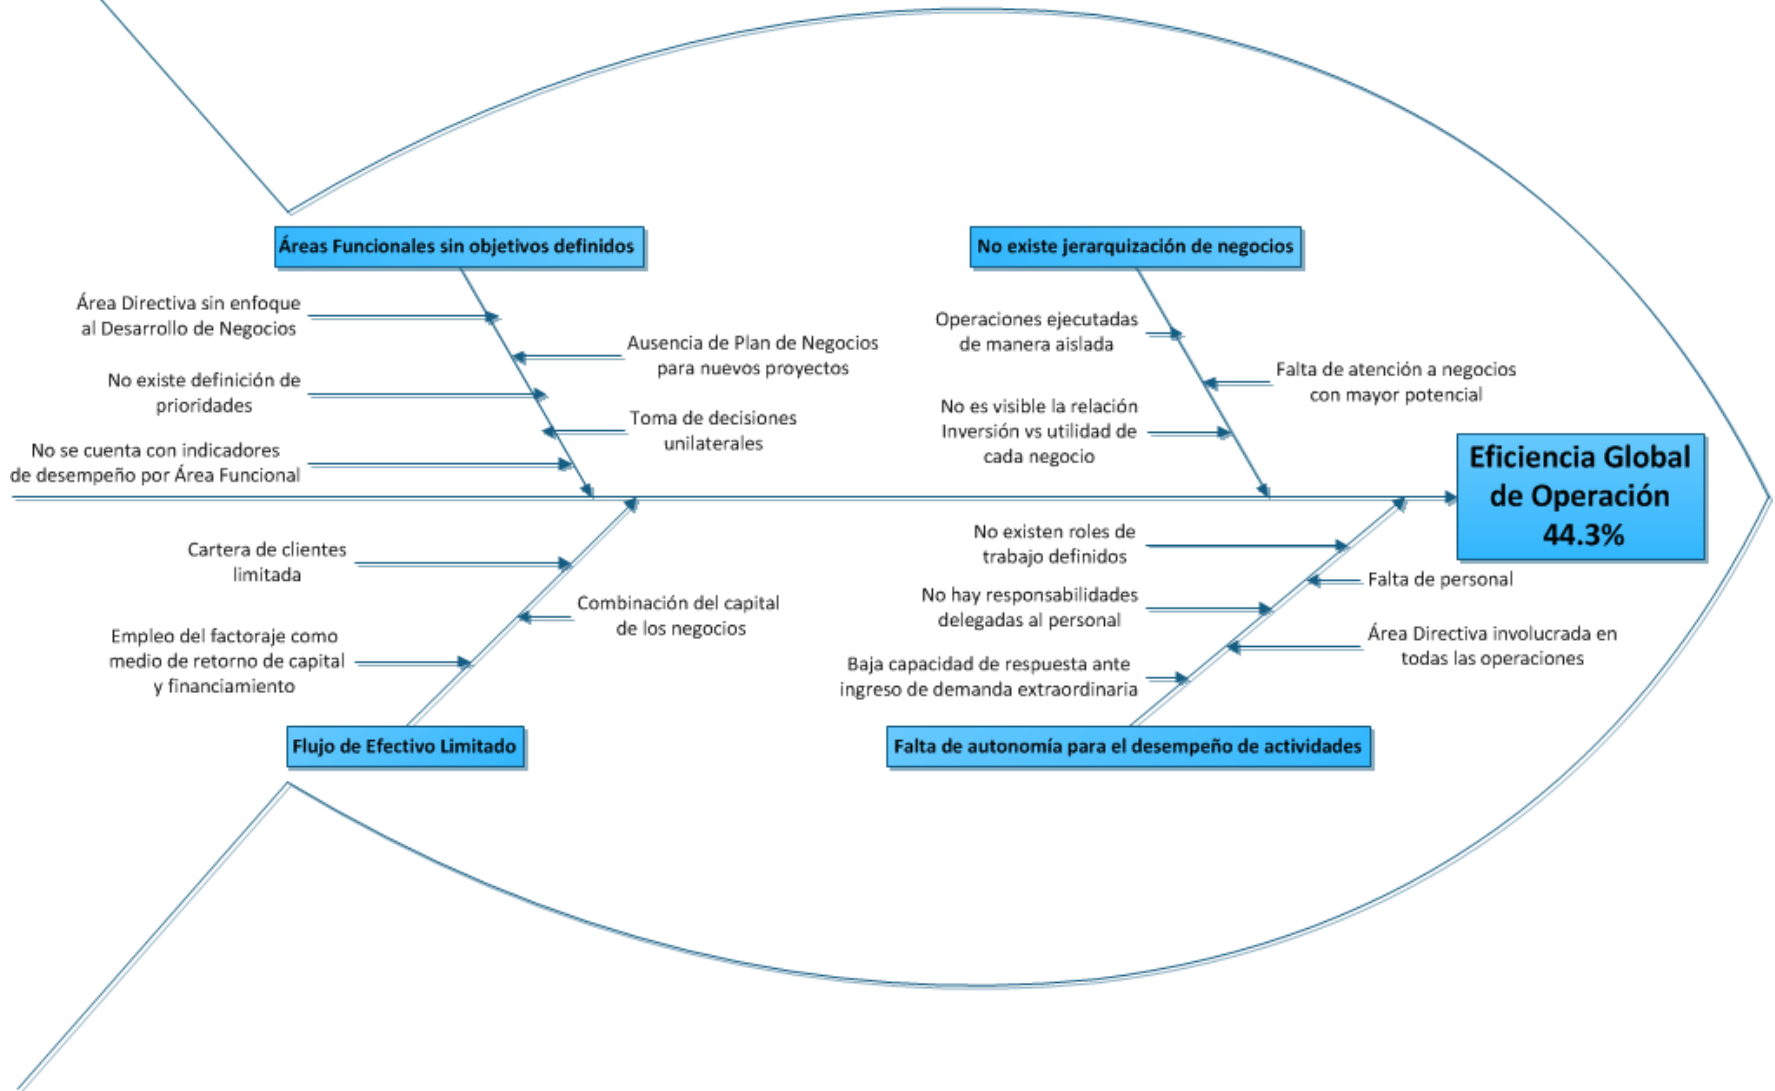 Áreas Funcionales sin objetivos definidos
Área Directiva sin enfoque
al Desarrollo de Negocios
Ausencia de Plan de Negocios
para nuevos proyectos
No existe definición de
prioridades
Toma de decisiones
unilaterales
No se cuenta con indicadores
de desempeño por Área Funcional
No existe jerarquización de negocios
Operaciones ejecutadas
de manera aislada
Falta de atención a negocios
con mayor potencial
No es visible la relación
Inversión vs utilidad de
cada negocio
Eficiencia Global
de Operación
44.3%
Cartera de clientes
limitada
Combinación del capital
de los negocios
Empleo del factoraje como
medio de retorno de capital
y financiamiento
Flujo de Efectivo Limitado
No existen roles de
trabajo definidos
Falta de personal
No hay responsabilidades
delegadas al personal
Área Directiva involucrada en
todas las operaciones
Baja capacidad de respuesta ante
ingreso de demanda extraordinaria
Falta de autonomía para el desempeño de actividades